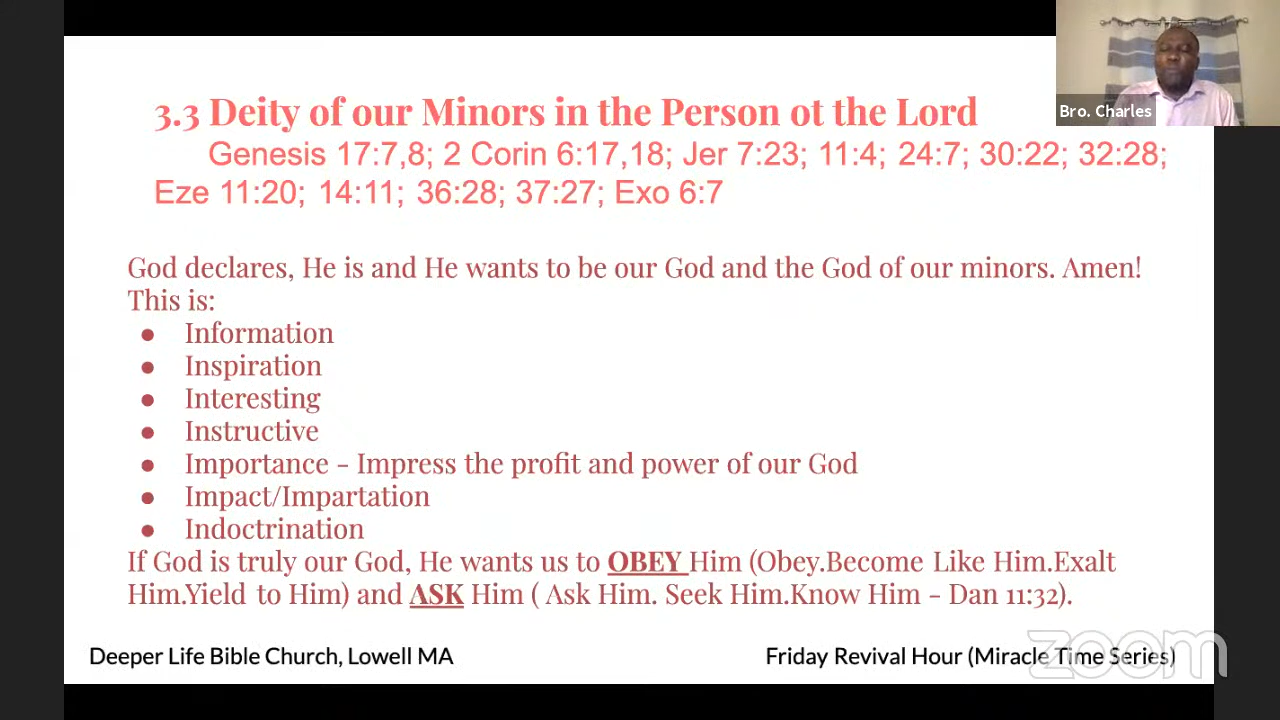 3.3 Deity of our Minors in the Person ot the Lord
Genesis 17:7,8; 2 Corin 6:17,18; Jer 7:23; 11:4; 24:7; 30:22; 32:28;
Eze 11:20; 14:11; 36:28; 37:27; Exo 6:7
Bro. Charles
God declares, He is and He wants to be our God and the God of our minors. Amen!
This is:
● Information
● Inspiration
● Interesting
● Instructive
● Importance - Impress the profit and power of our God
● Impact/Impartation
● Indoctrination
If God is truly our God, He wants us to OBEY Him (Obey.Become Like Him.Exalt
Him.Yield to Him) and ASK Him ( Ask Him. Seek Him.Know Him - Dan 11:32).
Deeper Life Bible Church, Lowell MA
Friday Revival Hour (Miracle Time Series)
zoom